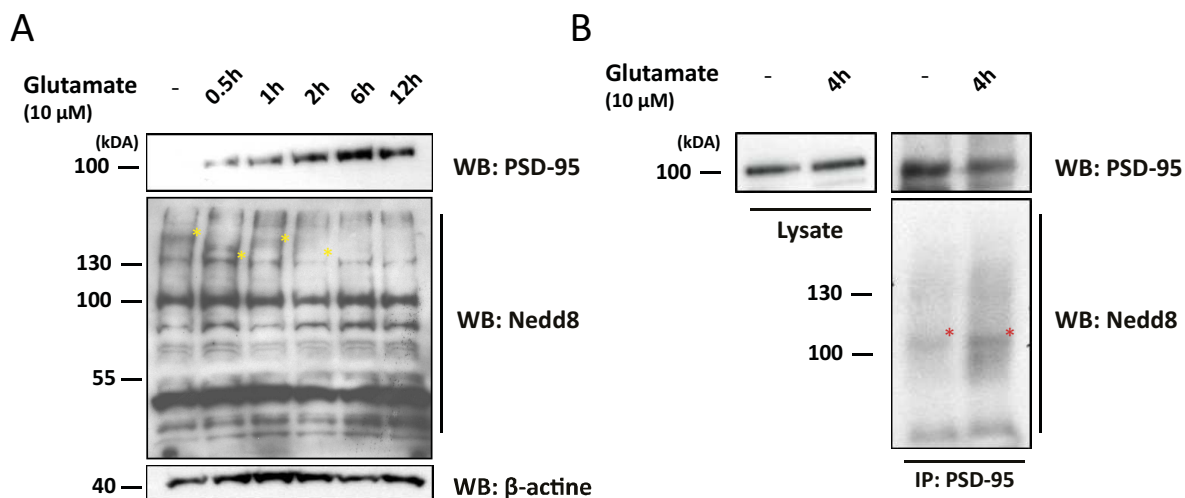 A
Glutamate
(10 µM)
- 0.5h 1h 2h 6h 12h
(kDA)
100
WB: PSD-95
130
100
55
WB: Nedd8
40
WB: β-actine
B
Glutamate
(10 µM)
- 4h - 4h
(kDA)
100
WB: PSD-95
Lysate
130
100
WB: Nedd8
IP: PSD-95